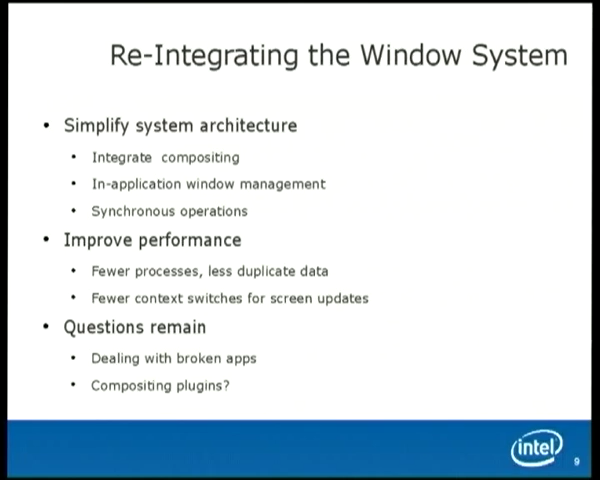 Re-Integrating the Window System
• Simplify system architecture
• Integrate compositing
• In-application window management
• Synchronous operations
• Improve performance
• Fewer processes, less duplicate data
• Fewer context switches for screen updates
• Questions remain
• Dealing with broken apps
• Compositing plugins?
intel
9